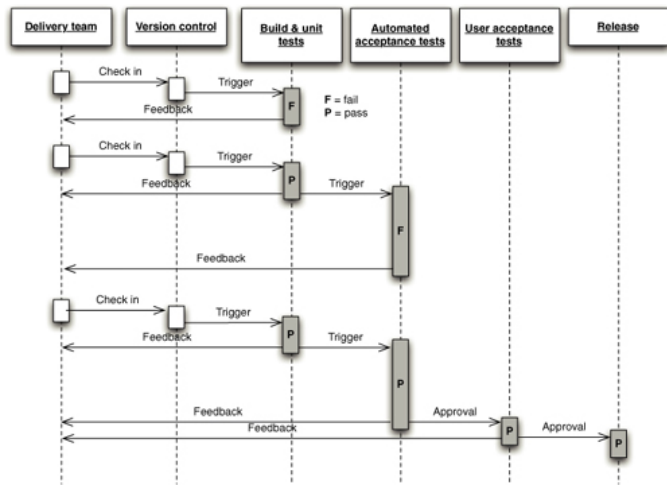 Delivery team
Version control
Build & unit
tests
Automated
acceptance tests
User acceptance
tests
Release
Check in
Trigger
Feedback
F
F = fail
P = pass
Check in
Trigger
Feedback
P
Trigger
F
Feedback
Check in
Trigger
Feedback
P
Trigger
P
Feedback
Approval
Feedback
P
Approval
P